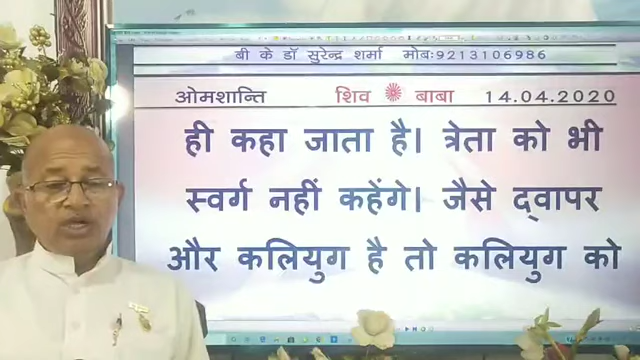 बी के डॉ सुरेन्द्र शर्मा मोबः9213106986
ओमशान्ति शिव बाबा 14.04.2020
ही कहा जाता है। त्रेता को भी
स्वर्ग नहीं कहेंगे। जैसे द्वापर
और कलियुग है तो कलियुग को